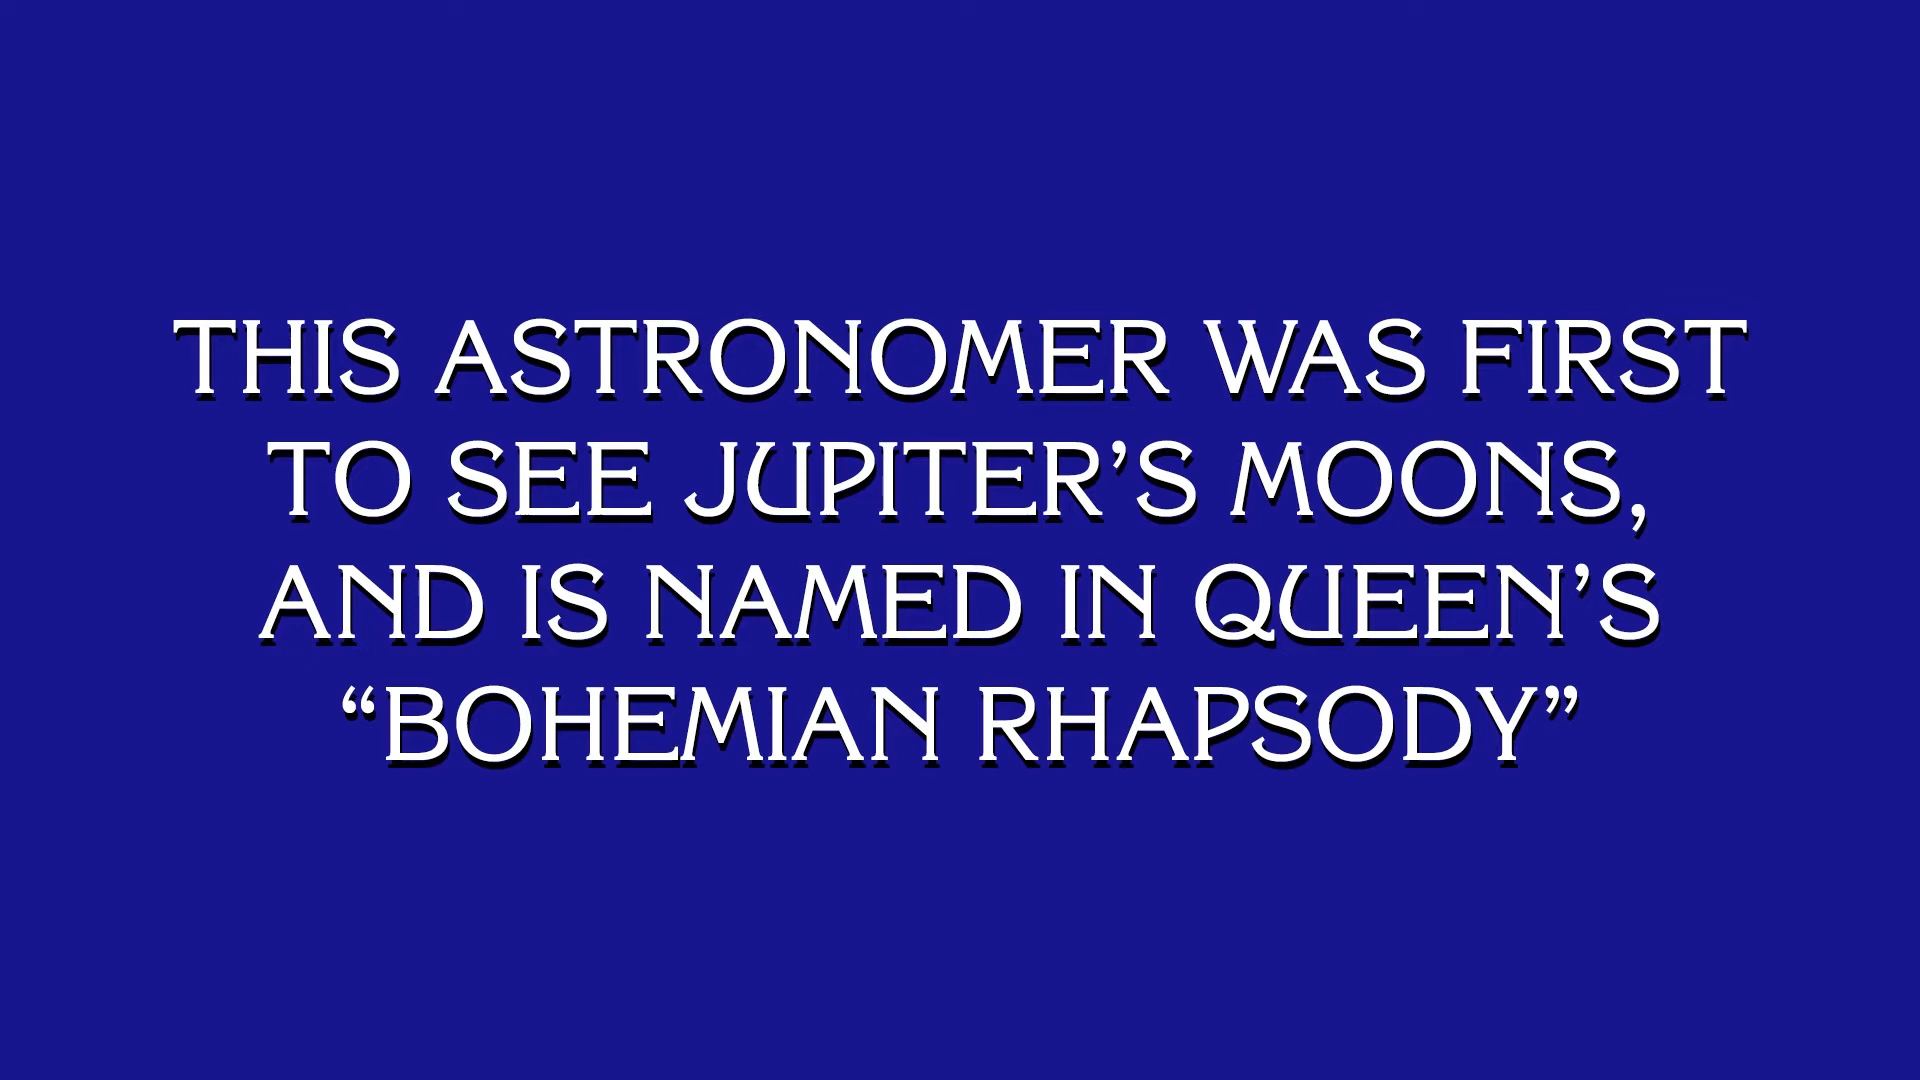 THIS ASTRONOMER WAS FIRST
TO SEE JUPITER’S MOONS,
AND IS NAMED IN QUEEN’S
“BOHEMIAN RHAPSODY”